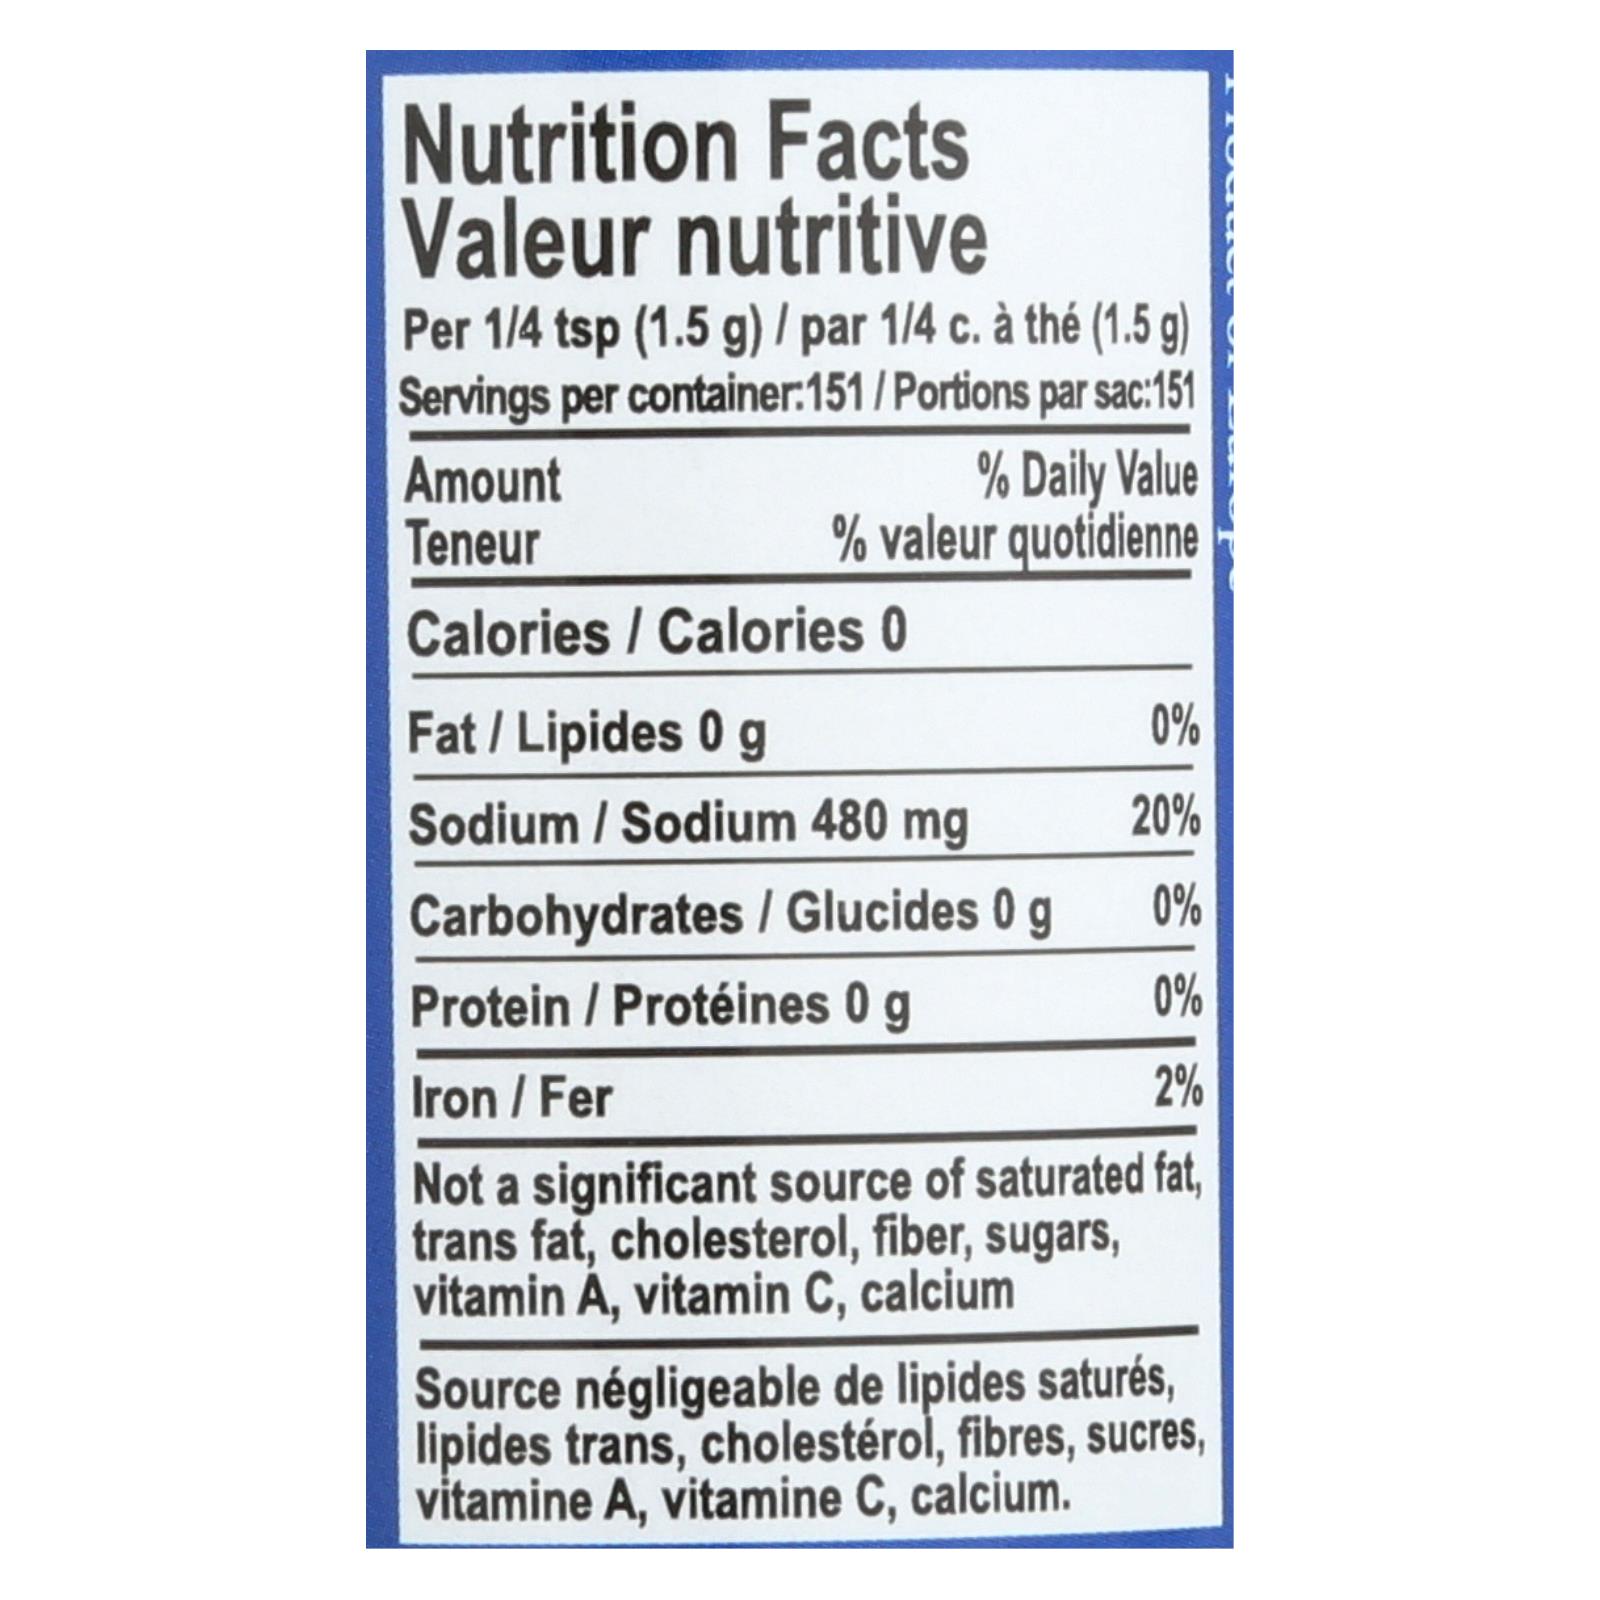 Nutrition Facts
Valeur nutritive
Per 1/4 tsp (1.5 g) / par 1/4 c. à thé (1.5 g)
Servings per container:151 / Portions par sac:151
Amount % Daily Value
Teneur % valeur quotidienne
Calories / Calories 0
Fat / Lipides 0 g 0%
Sodium / Sodium 480 mg 20%
Carbohydrates / Glucides 0 g 0%
Protein / Protéines 0 g 0%
Iron / Fer 2%
Not a significant source of saturated fat,
trans fat, cholesterol, fiber, sugars,
vitamin A, vitamin C, calcium
Source négligeable de lipides saturés,
lipides trans, cholestérol, fibres, sucres,
vitamine A, vitamine C, calcium.
Product of Europe